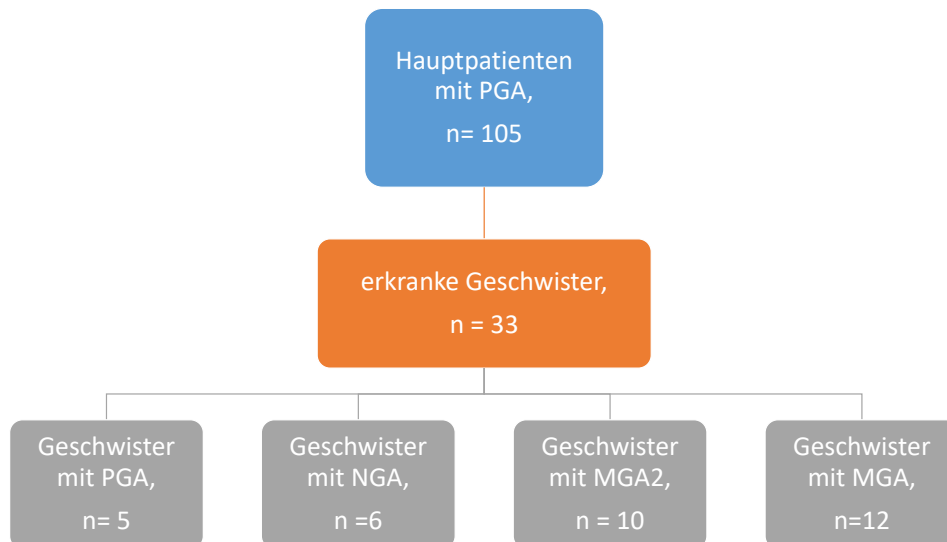 Hauptpatienten
mit PGA,
n= 105
erkranke Geschwister,
n = 33
Geschwister
mit PGA,
n= 5
Geschwister
mit NGA,
n =6
Geschwister
mit MGA2,
n = 10
Geschwister
mit MGA,
n=12